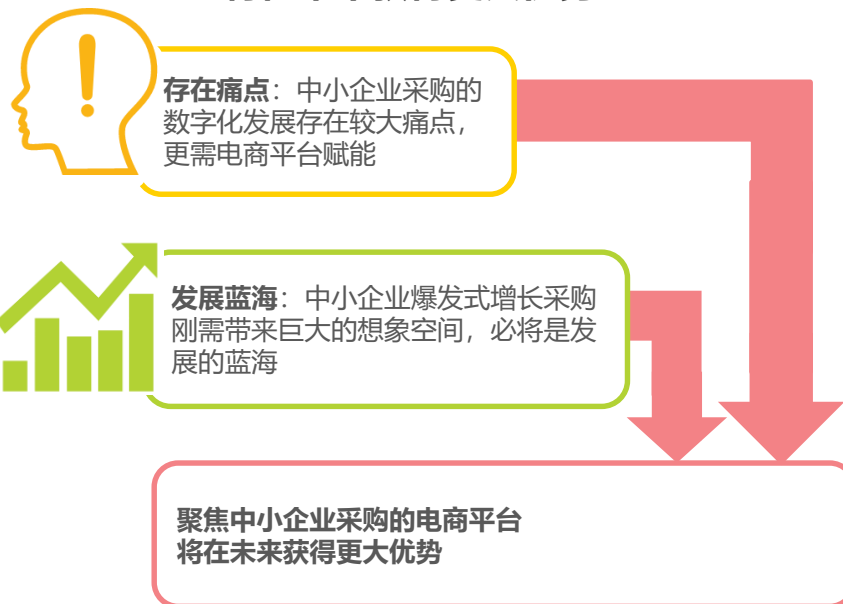 存在痛点：中小企业采购的
数字化发展存在较大痛点，
更需电商平台赋能
发展蓝海：中小企业爆发式增长采购
刚需带来巨大的想象空间，必将是发
展的蓝海
聚焦中小企业采购的电商平台
将在未来获得更大优势